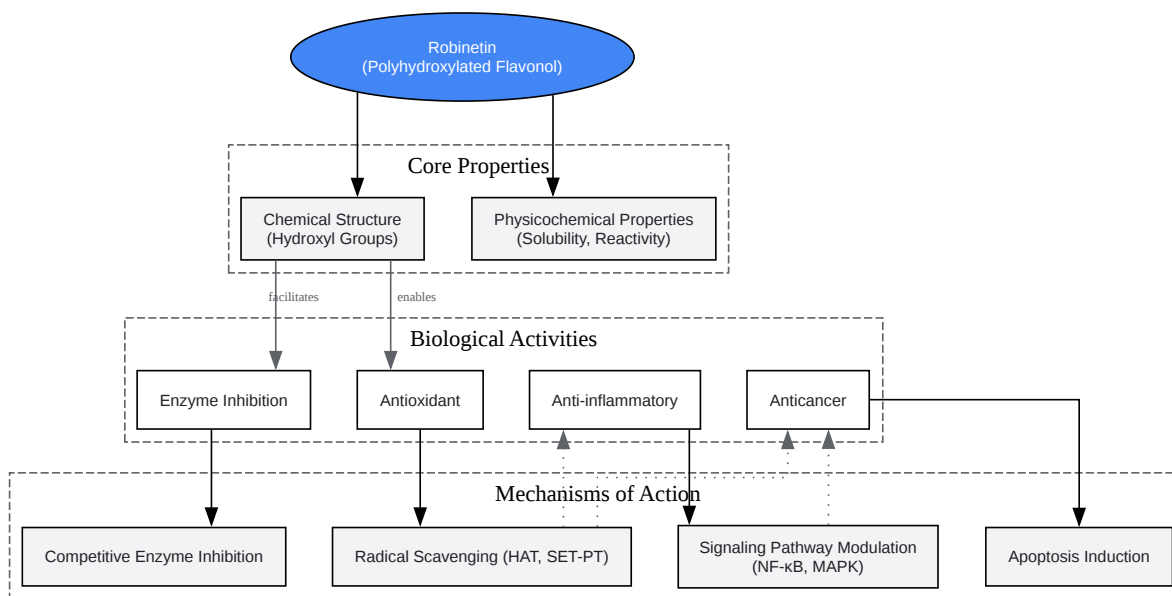 Robinetin
(Polyhydroxylated Flavonol)
Core Properties
Chemical Structure
(Hydroxyl Groups)
Physicochemical Properties
(Solubility, Reactivity)
facilitates
enables
Biological Activities
Enzyme Inhibition
Antioxidant
Anti-inflammatory
Anticancer
Mechanisms of Action
Competitive Enzyme Inhibition
Radical Scavenging (HAT, SET-PT)
Signaling Pathway Modulation
(NF-κB, MAPK)
Apoptosis Induction